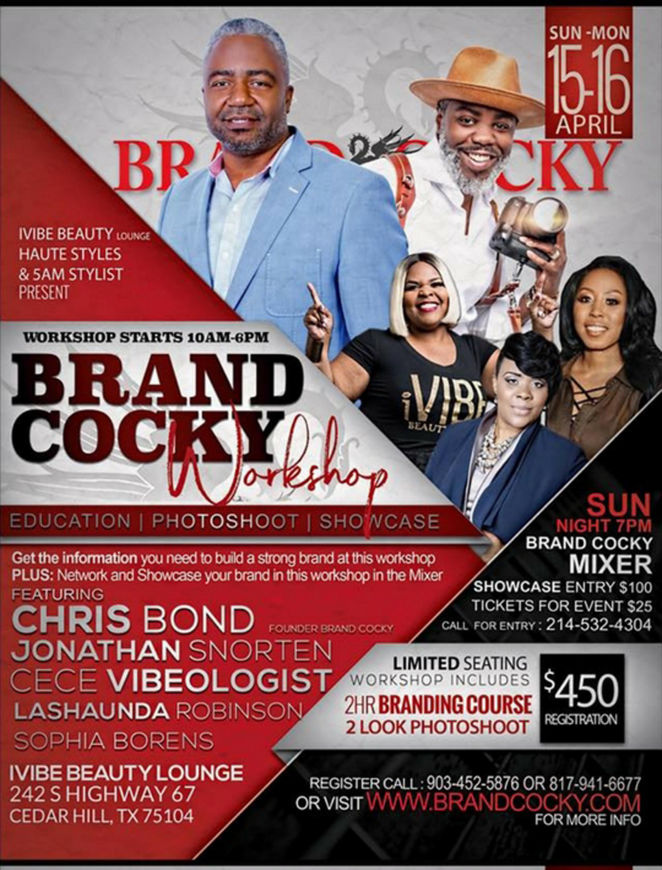 SUN -MON
15-16
APRIL
BRAND COCKY
IVIBE BEAUTY LOUNGE
HAUTE STYLES
& 5AM STYLIST
PRESENT
WORKSHOP STARTS 10AM-6PM
BRAND
COCKY
Workshop
iVIBE
BEAUT
EDUCATION | PHOTOSHOOT | SHOWCASE
SUN
NIGHT 7PM
BRAND COCKY
MIXER
SHOWCASE ENTRY $100
TICKETS FOR EVENT $25
CALL FOR ENTRY : 214-532-4304
Get the information you need to build a strong brand at this workshop
PLUS: Network and Showcase your brand in this workshop in the Mixer
FEATURING
CHRIS BOND FOUNDER BRAND COCKY
JONATHAN SNORTEN
CECE VIBEOLOGIST
LASHAUNDA ROBINSON
SOPHIA BORENS
LIMITED SEATING
WORKSHOP INCLUDES
2HR BRANDING COURSE
2 LOOK PHOTOSHOOT
$450
REGISTRATION
IVIBE BEAUTY LOUNGE
242 S HIGHWAY 67
CEDAR HILL, TX 75104
REGISTER CALL : 903-452-5876 OR 817-941-6677
OR VISIT WWW.BRANDCOCKY.COM
FOR MORE INFO